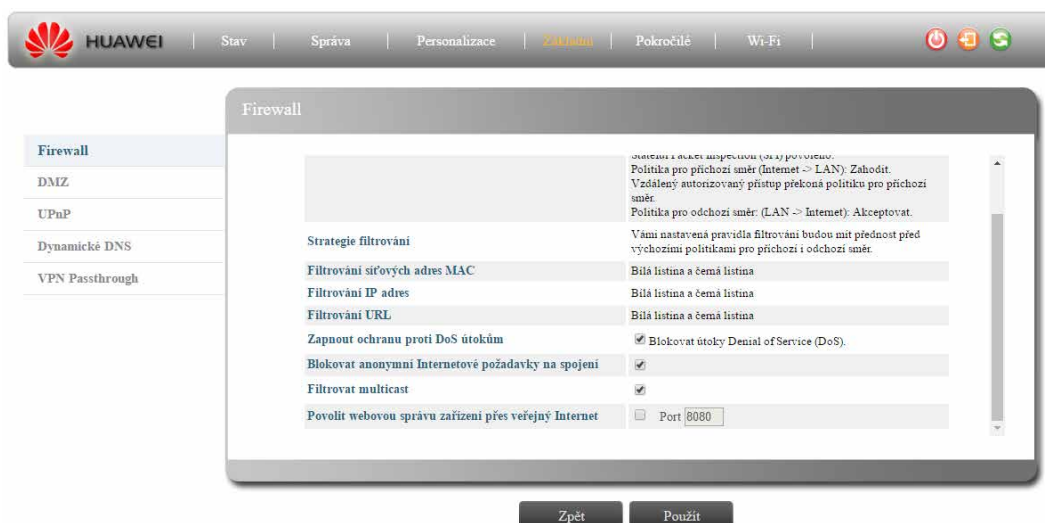 HUAWEI
Stav
Správa
Personalizace
Základní
Pokročilé
Wi-Fi
Firewall
Firewall
DMZ
UPnP
Dynamické DNS
VPN Passthrough
Stateful Packet Inspection (SPI) povoleno.
Politika pro příchozí směr (Internet -> LAN): Zahodit.
Vzdálený autorizovaný přístup překoná politiku pro příchozí
směr.
Politika pro odchozí směr: (LAN -> Internet): Akceptovat.
Strategie filtrování
Vámi nastavená pravidla filtrování budou mít přednost před
výchozími politikami pro příchozí i odchozí směr.
Filtrování síťových adres MAC
Bílá listina a černá listina
Filtrování IP adres
Bílá listina a černá listina
Filtrování URL
Bílá listina a černá listina
Zapnout ochranu proti DoS útokům
Blokovat útoky Denial of Service (DoS).
Blokovat anonymní Internetové požadavky na spojení
Filtrovat multicast
Povolit webovou správu zařízení přes veřejný Internet
Port 8080
Zpět
Použít